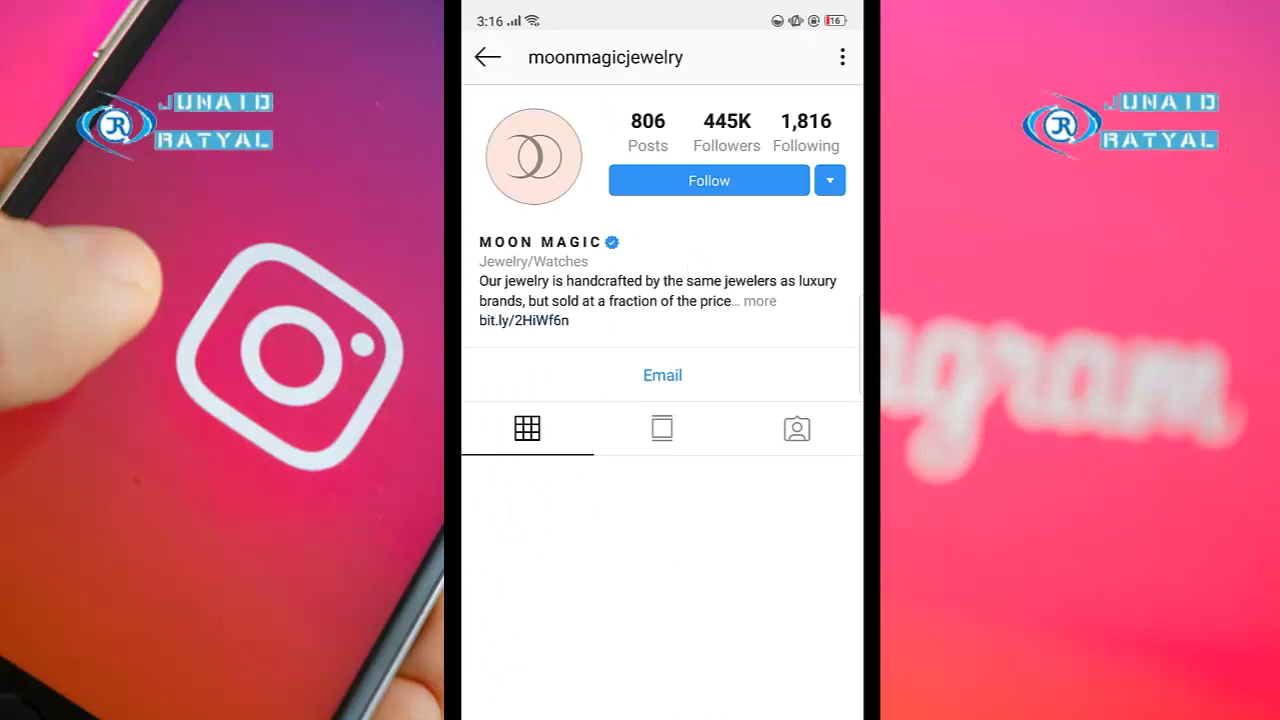 JUNAID
RATYAL
3:16
16
moonmagicjewelry
806
445K
1,816
Posts
Followers
Following
Follow
MOON MAGIC
Jewelry/Watches
Our jewelry is handcrafted by the same jewelers as luxury
brands, but sold at a fraction of the price... more
bit.ly/2HiWf6n
Email
JUNAID
RATYAL
agram